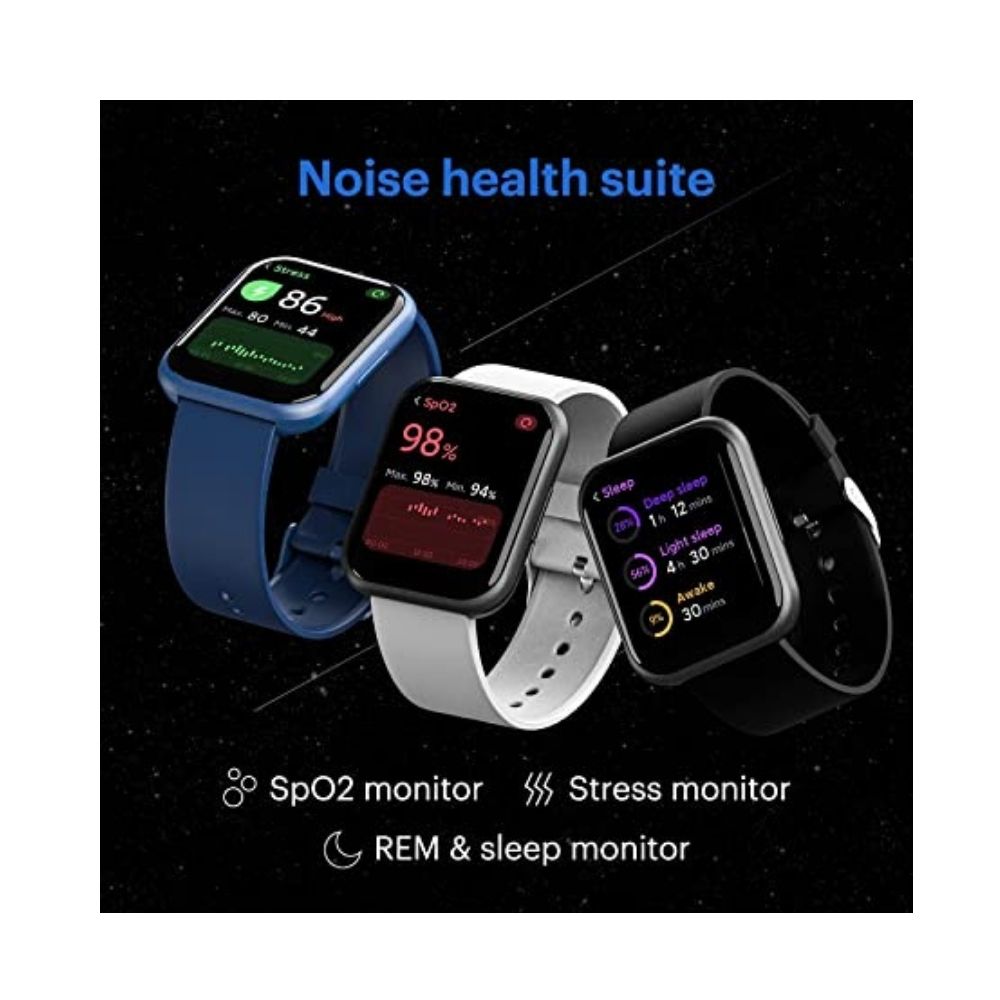 Noise health suite
< Stress
86 High
Max. 80 Min. 44
< SpO2
98%
Max. 98% Min. 94%
< Sleep
Deep sleep
28% 1h 12 mins
Light sleep
56% 4h 30 mins
Awake
9% 30 mins
SpO2 monitor Stress monitor
REM & sleep monitor